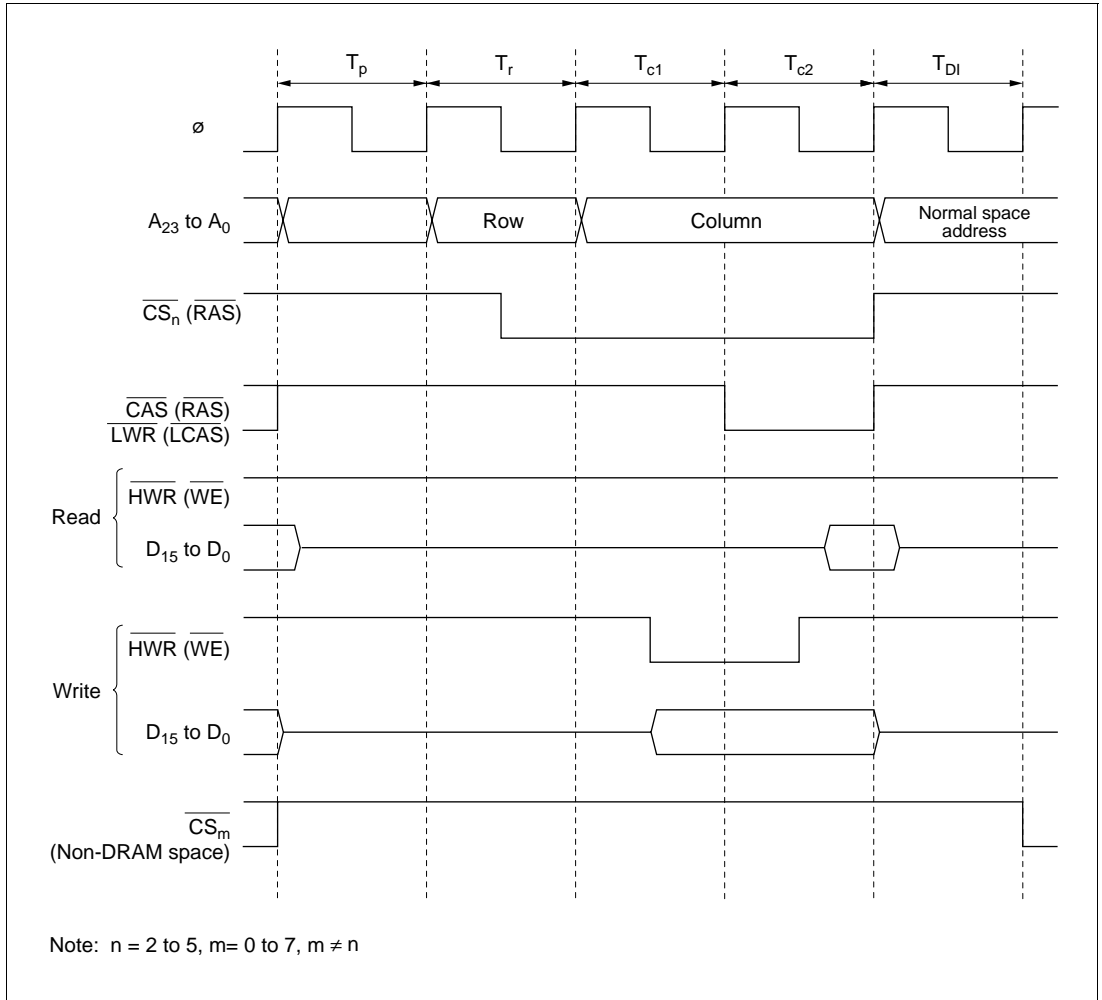 Tp Tr Tc1 Tc2 TDI
ø
A23 to A0 Row Column Normal space address
CSn (RAS)
CAS (RAS)
LWR (LCAS)
Read
HWR (WE)
D15 to D0
Write
HWR (WE)
D15 to D0
CSm
(Non-DRAM space)
Note: n = 2 to 5, m= 0 to 7, m ≠ n